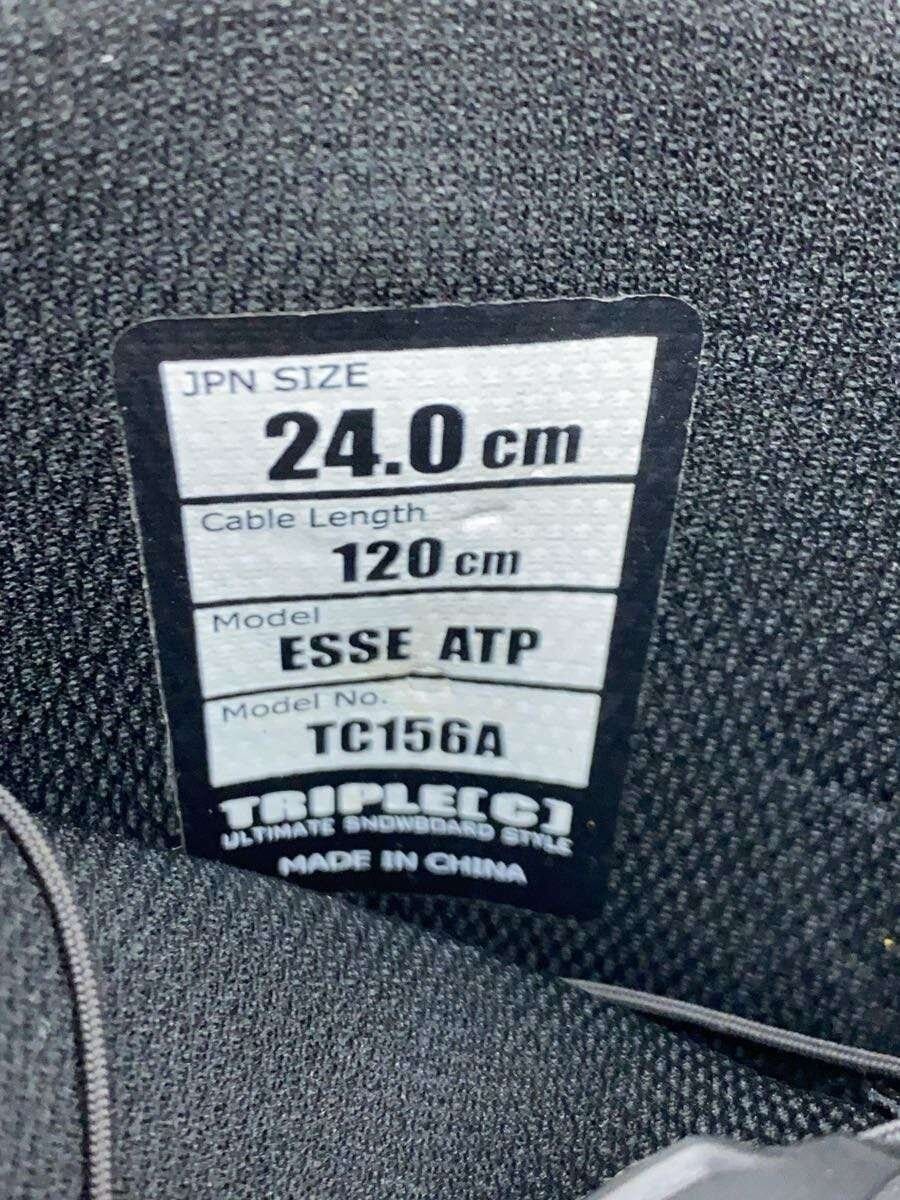 JPN SIZE
24.0 cm
Cable Length
120 cm
Model
ESSE ATP
Model No.
TC156A
TRIPLE[C]
ULTIMATE SNOWBOARD STYLE
MADE IN CHINA